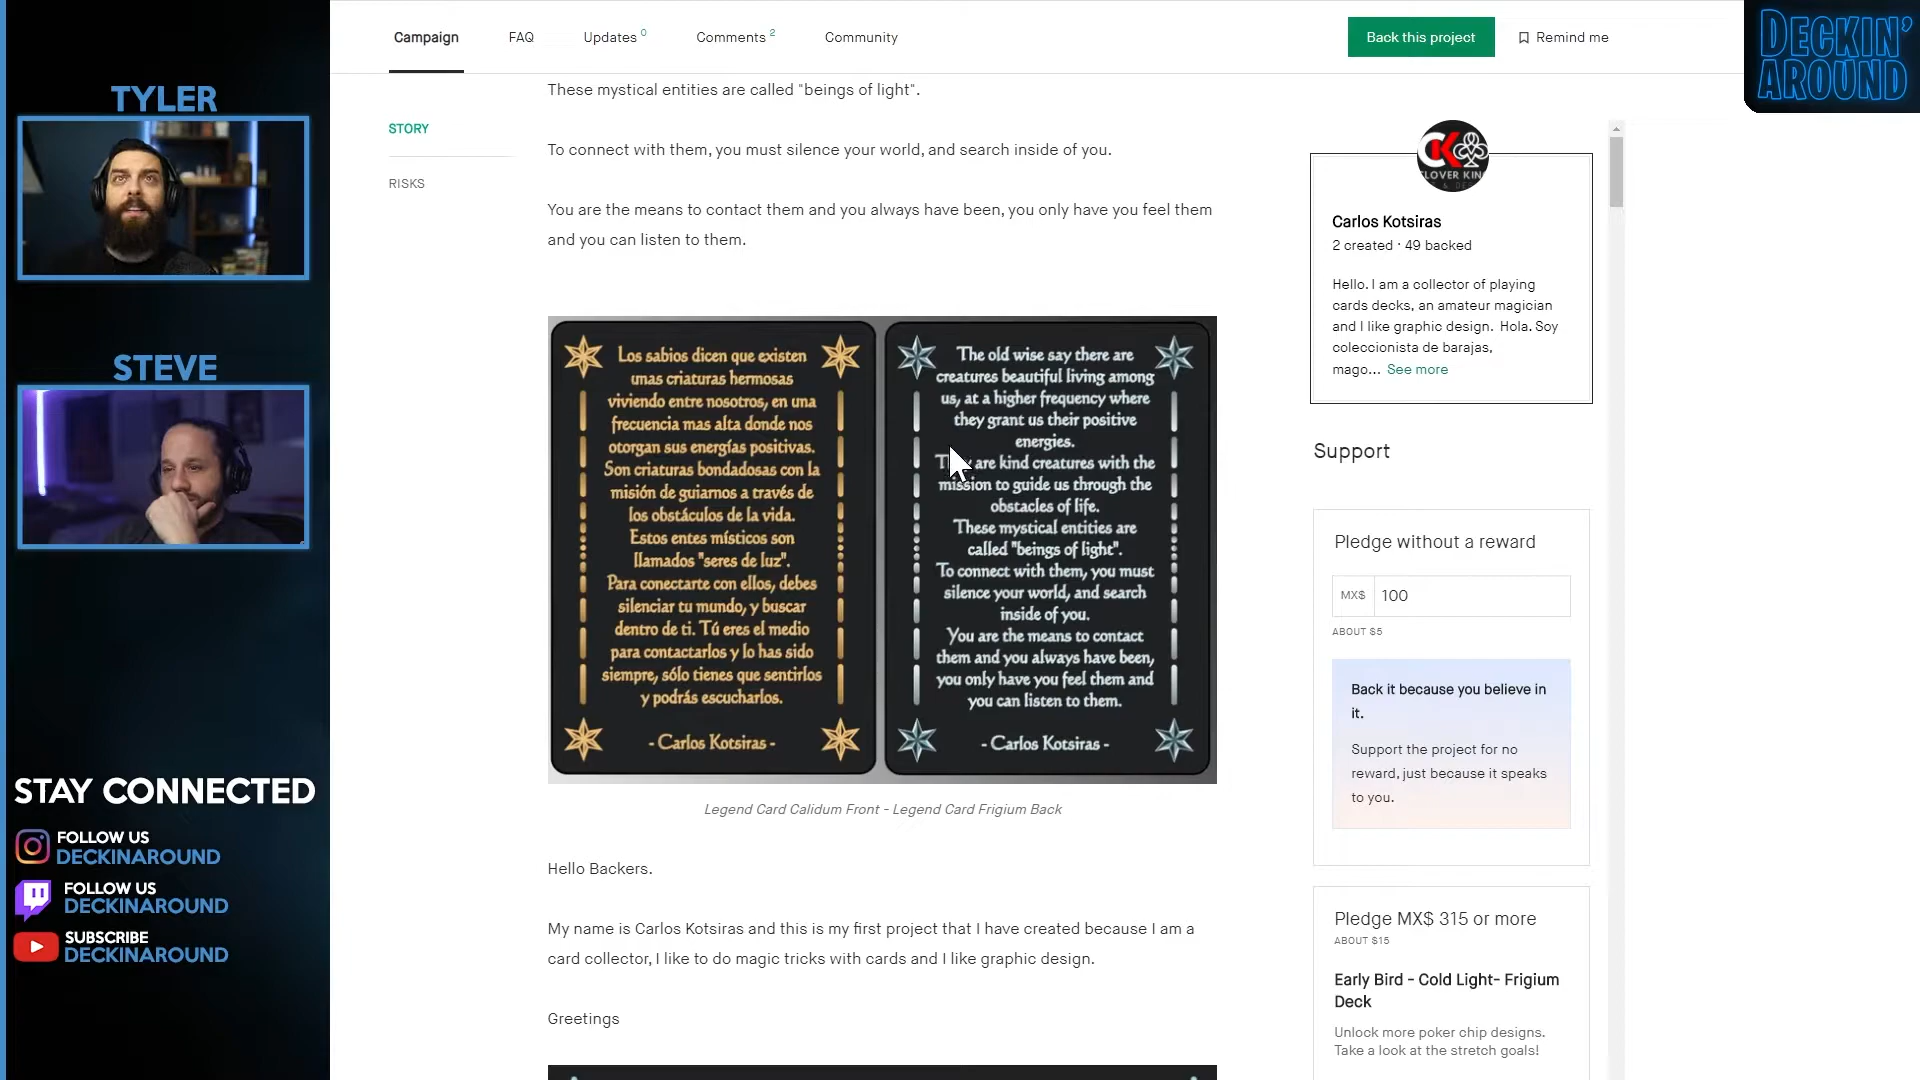 TYLER
STEVE
STAY CONNECTED
FOLLOW US
DECKINAROUND
FOLLOW US
DECKINAROUND
SUBSCRIBE
DECKINAROUND
Campaign
FAQ
Updates 0
Comments 2
Community
Back this project
Remind me
DECKIN'
AROUND
STORY
RISKS
These mystical entities are called "beings of light".
To connect with them, you must silence your world, and search inside of you.
You are the means to contact them and you always have been, you only have you feel them
and you can listen to them.
Los sabios dicen que existen
unas criaturas hermosas
viviendo entre nosotros, en una
frecuencia mas alta donde nos
otorgan sus energías positivas.
Son criaturas bondadosas con la
misión de guiarnos a través de
los obstáculos de la vida.
Estos entes místicos son
llamados "seres de luz".
Para conectarte con ellos, debes
silenciar tu mundo, y buscar
dentro de ti. Tú eres el medio
para contactarlos y lo has sido
siempre, sólo tienes que sentirlos
y podrás escucharlos.
- Carlos Kotsiras -
The old wise say there are
creatures beautiful living among
us, at a higher frequency where
they grant us their positive
energies.
are kind creatures with the
mission to guide us through the
obstacles of life.
These mystical entities are
called "beings of light".
To connect with them, you must
silence your world, and search
inside of you.
You are the means to contact
them and you always have been,
you only have you feel them and
you can listen to them.
- Carlos Kotsiras -
Legend Card Calidum Front - Legend Card Frigium Back
Hello Backers.
My name is Carlos Kotsiras and this is my first project that I have created because I am a
card collector, I like to do magic tricks with cards and I like graphic design.
Greetings
CK
Carlos Kotsiras
2 created · 49 backed
Hello. I am a collector of playing
cards decks, an amateur magician
and I like graphic design. Hola. Soy
coleccionista de barajas,
mago... See more
Support
Pledge without a reward
MX$ 100
ABOUT $5
Back it because you believe in
it.
Support the project for no
reward, just because it speaks
to you.
Pledge MX$ 315 or more
ABOUT $15
Early Bird - Cold Light- Frigium
Deck
Unlock more poker chip designs.
Take a look at the stretch goals!